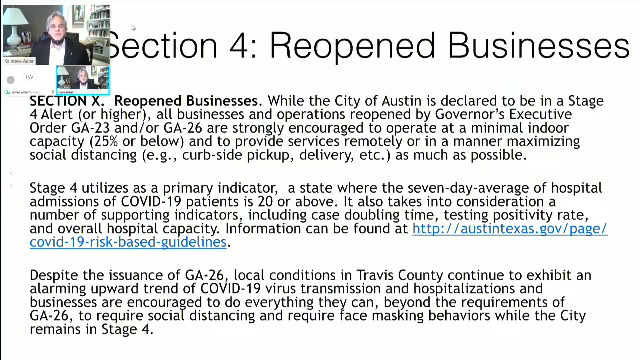 Section 4: Reopened Businesses
Steve Adler
SECTION X. Reopened Businesses. While the City of Austin is declared to be in a Stage
4 Alert (or higher), all businesses and operations reopened by Governor's Executive
Order GA-23 and/or GA-26 are strongly encouraged to operate at a minimal indoor
capacity (25% or below) and to provide services remotely or in a manner maximizing
social distancing (e.g., curb-side pickup, delivery, etc.) as much as possible.
Stage 4 utilizes as a primary indicator, a state where the seven-day-average of hospital
admissions of COVID-19 patients is 20 or above. It also takes into consideration a
number of supporting indicators, including case doubling time, testing positivity rate,
and overall hospital capacity. Information can be found at http://austintexas.gov/page/
covid-19-risk-based-guidelines.
Despite the issuance of GA-26, local conditions in Travis County continue to exhibit an
alarming upward trend of COVID-19 virus transmission and hospitalizations and
businesses are encouraged to do everything they can, beyond the requirements of
GA-26, to require social distancing and require face masking behaviors while the City
remains in Stage 4.